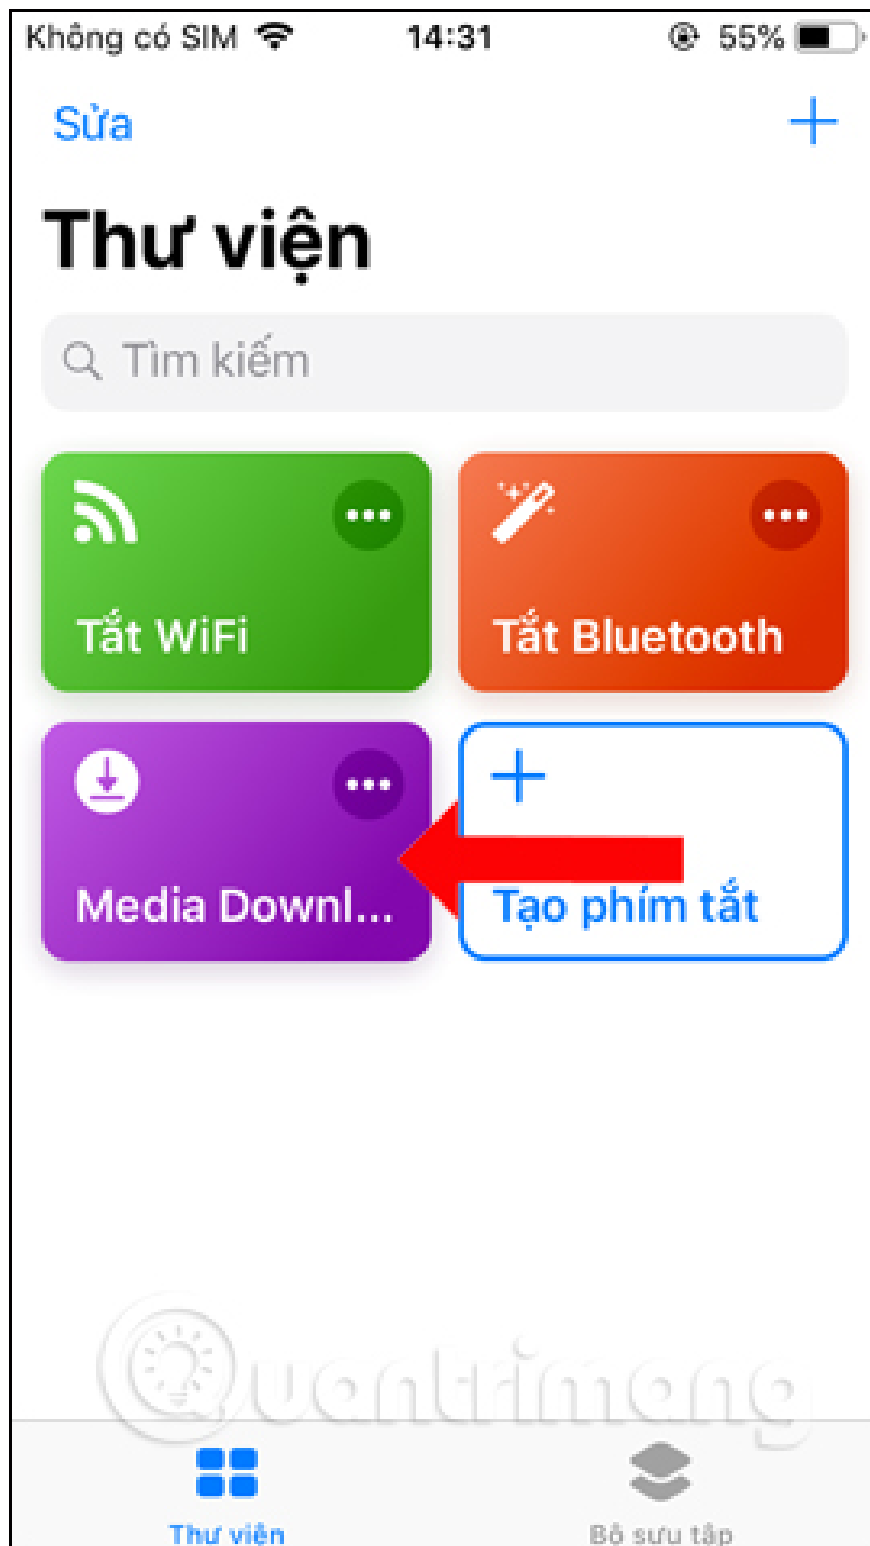 Không có SIM 14:31 55%
Sửa
Thư viện
Tìm kiếm
Tắt WiFi
Tắt Bluetooth
Media Downl...
Tạo phím tắt
Quantrimang
Thư viện
Bộ sưu tập